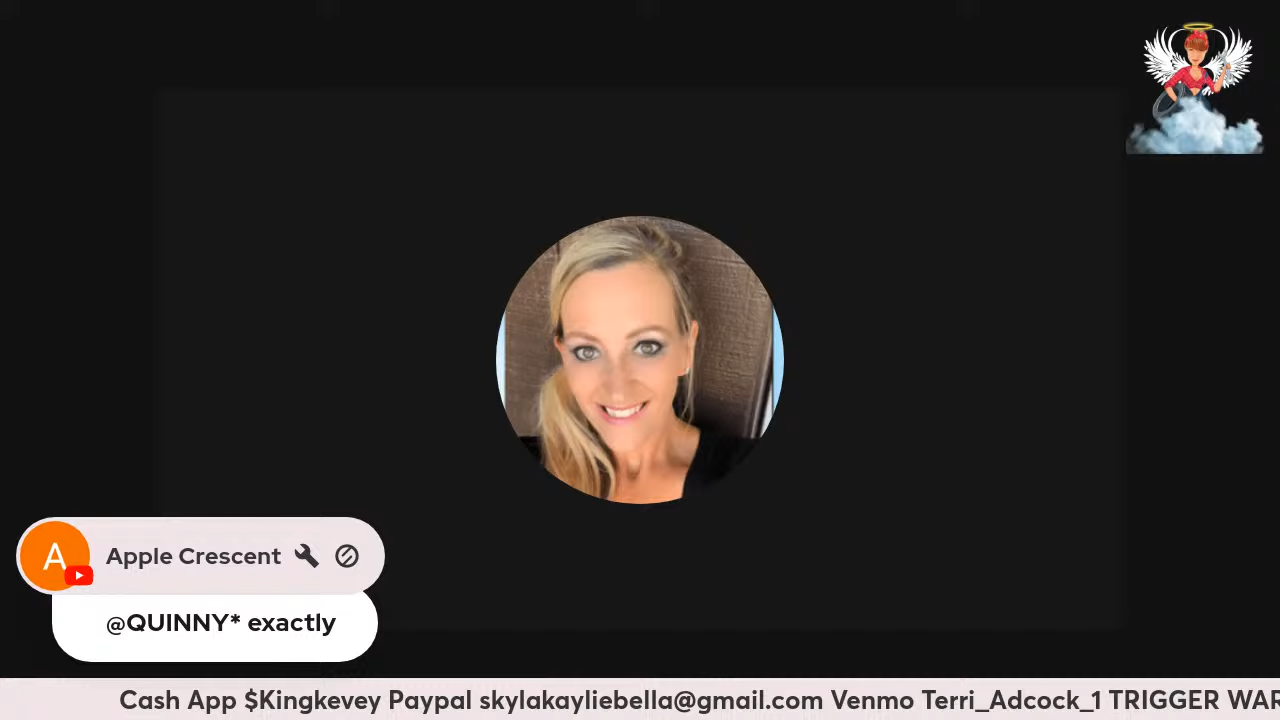 A
Apple Crescent
@QUINNY* exactly
Cash App $Kingkevey Paypal skylakayliebella@gmail.com Venmo Terri_Adcock_1 TRIGGER WAR